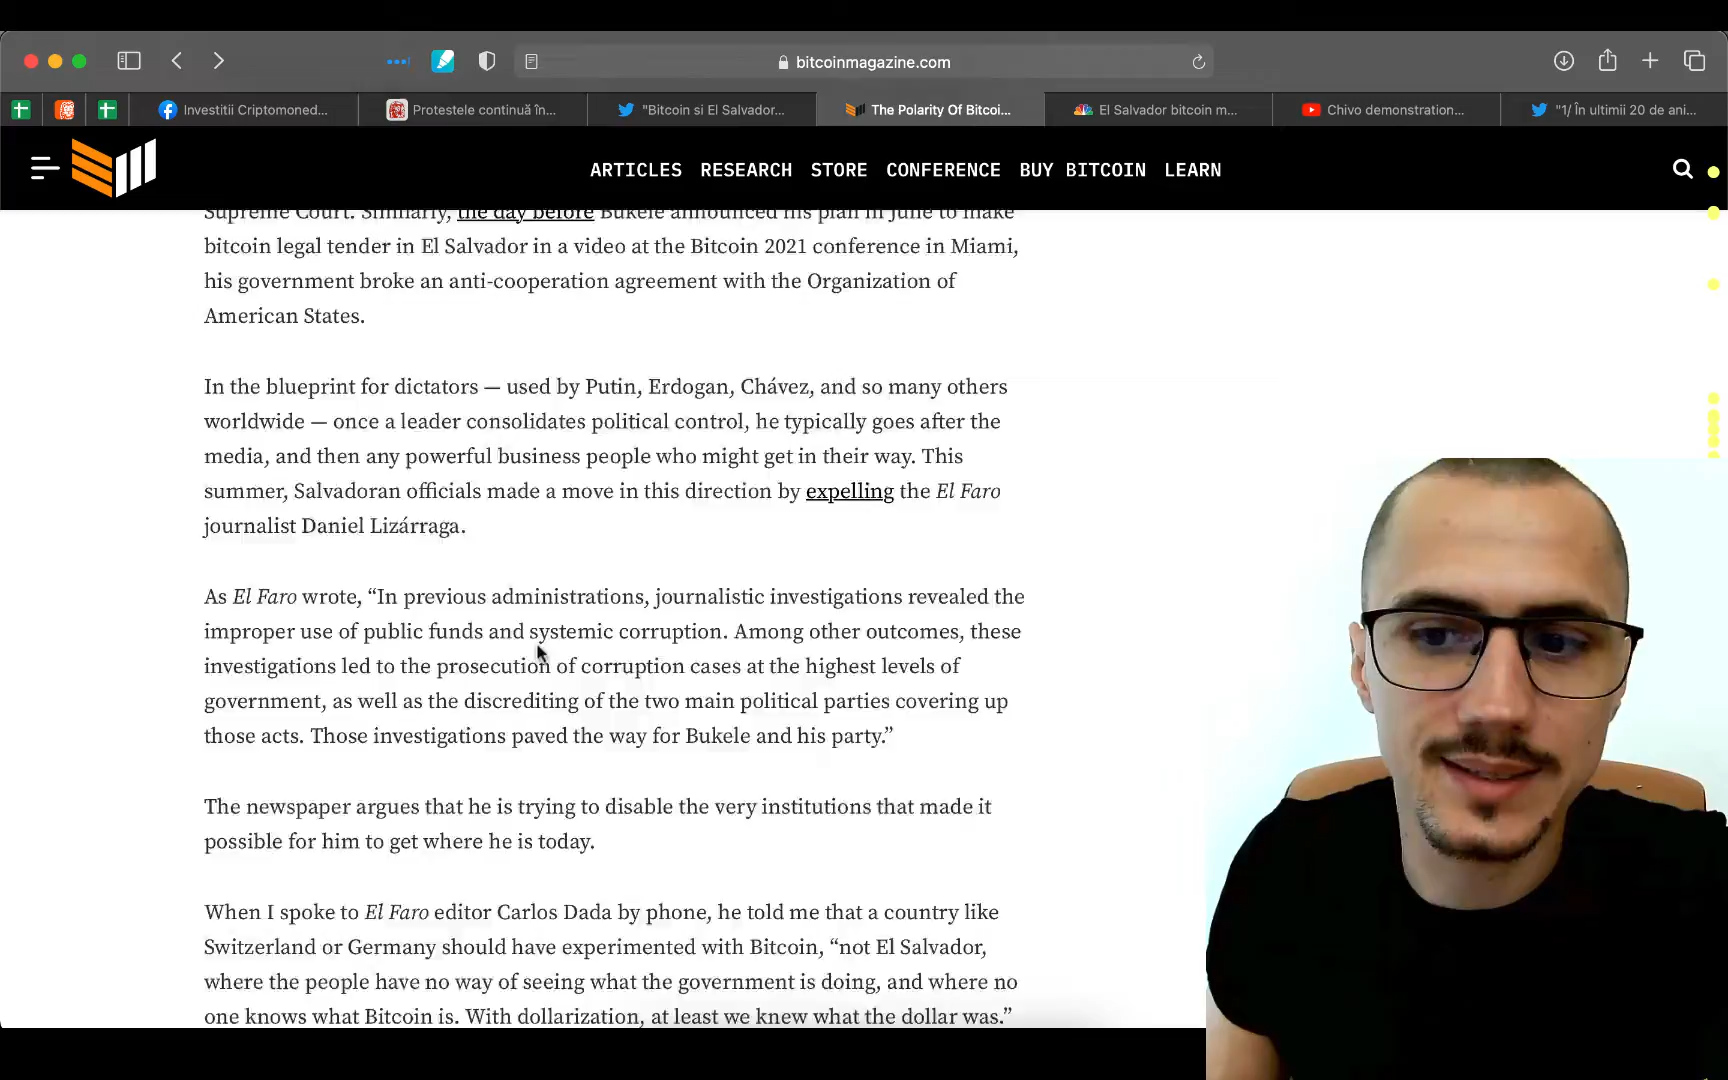 bitcoinmagazine.com
Investitii Criptomoned...
Protestele continuă în...
"Bitcoin si El Salvador...
The Polarity Of Bitcoi...
El Salvador bitcoin m...
Chivo demonstration...
"1/ În ultimii 20 de ani...
ARTICLES RESEARCH STORE CONFERENCE BUY BITCOIN LEARN
Supreme Court. Similarly, the day before Bukele announced his plan in June to make
bitcoin legal tender in El Salvador in a video at the Bitcoin 2021 conference in Miami,
his government broke an anti-cooperation agreement with the Organization of
American States.
In the blueprint for dictators — used by Putin, Erdogan, Chávez, and so many others
worldwide — once a leader consolidates political control, he typically goes after the
media, and then any powerful business people who might get in their way. This
summer, Salvadoran officials made a move in this direction by expelling the El Faro
journalist Daniel Lizárraga.
As El Faro wrote, “In previous administrations, journalistic investigations revealed the
improper use of public funds and systemic corruption. Among other outcomes, these
investigations led to the prosecution of corruption cases at the highest levels of
government, as well as the discrediting of the two main political parties covering up
those acts. Those investigations paved the way for Bukele and his party.”
The newspaper argues that he is trying to disable the very institutions that made it
possible for him to get where he is today.
When I spoke to El Faro editor Carlos Dada by phone, he told me that a country like
Switzerland or Germany should have experimented with Bitcoin, “not El Salvador,
where the people have no way of seeing what the government is doing, and where no
one knows what Bitcoin is. With dollarization, at least we knew what the dollar was.”